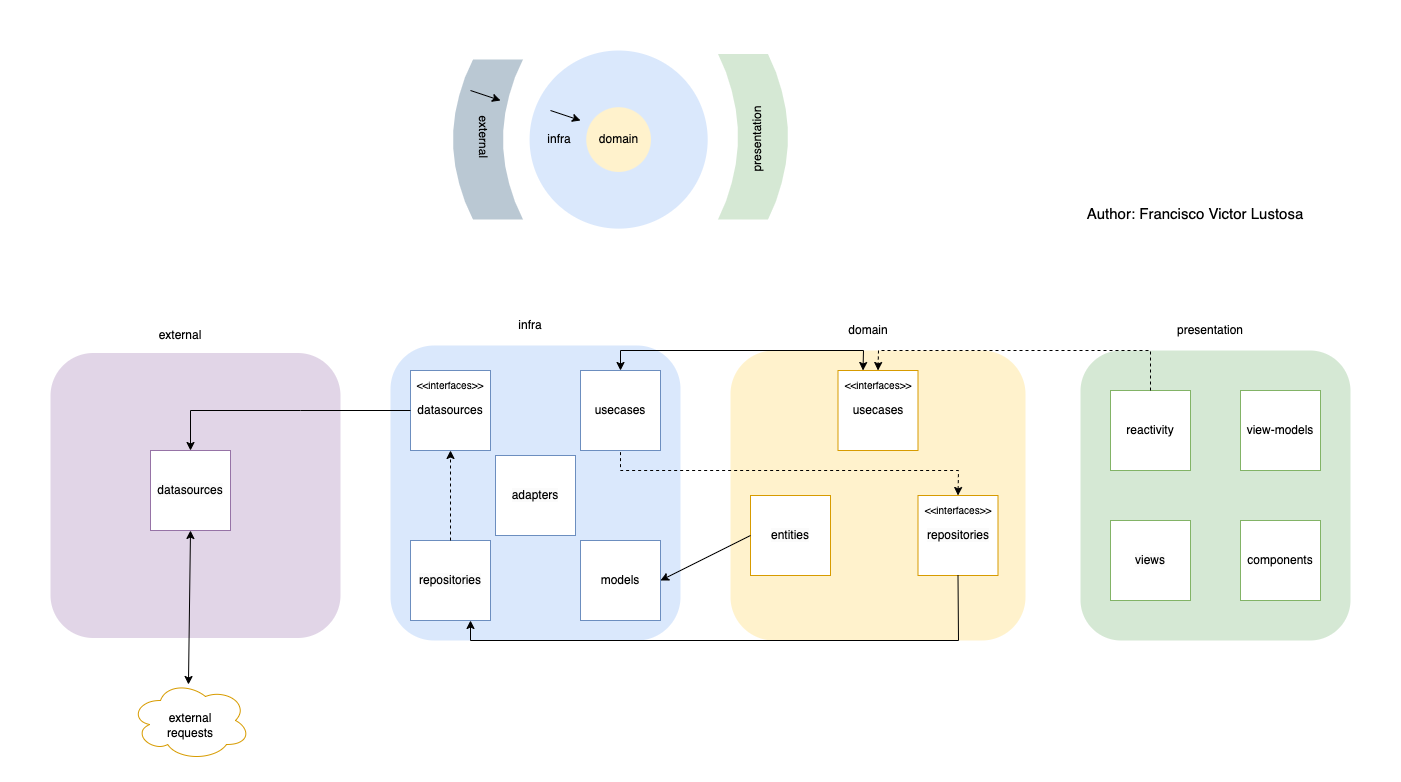 external
infra
domain
presentation
Author: Francisco Victor Lustosa
external
infra
domain
presentation
<<interfaces>>
datasources
usecases
<<interfaces>>
usecases
reactivity
view-models
datasources
adapters
<<interfaces>>
repositories
entities
repositories
models
views
components
external
requests